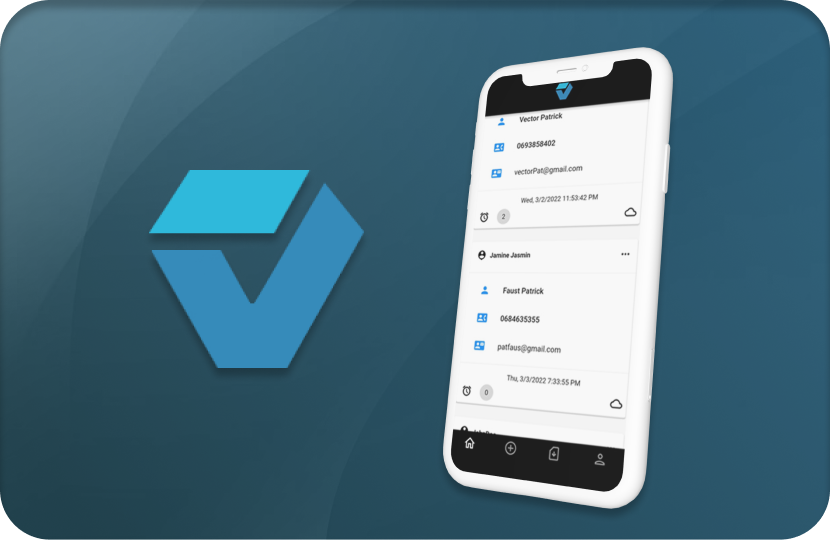 Vector Patrick
0693858402
vectorPat@gmail.com
Wed, 3/2/2022 11:53:42 PM
2
Jamine Jasmin
Faust Patrick
0684635355
patfaus@gmail.com
Thu, 3/3/2022 7:33:55 PM
0